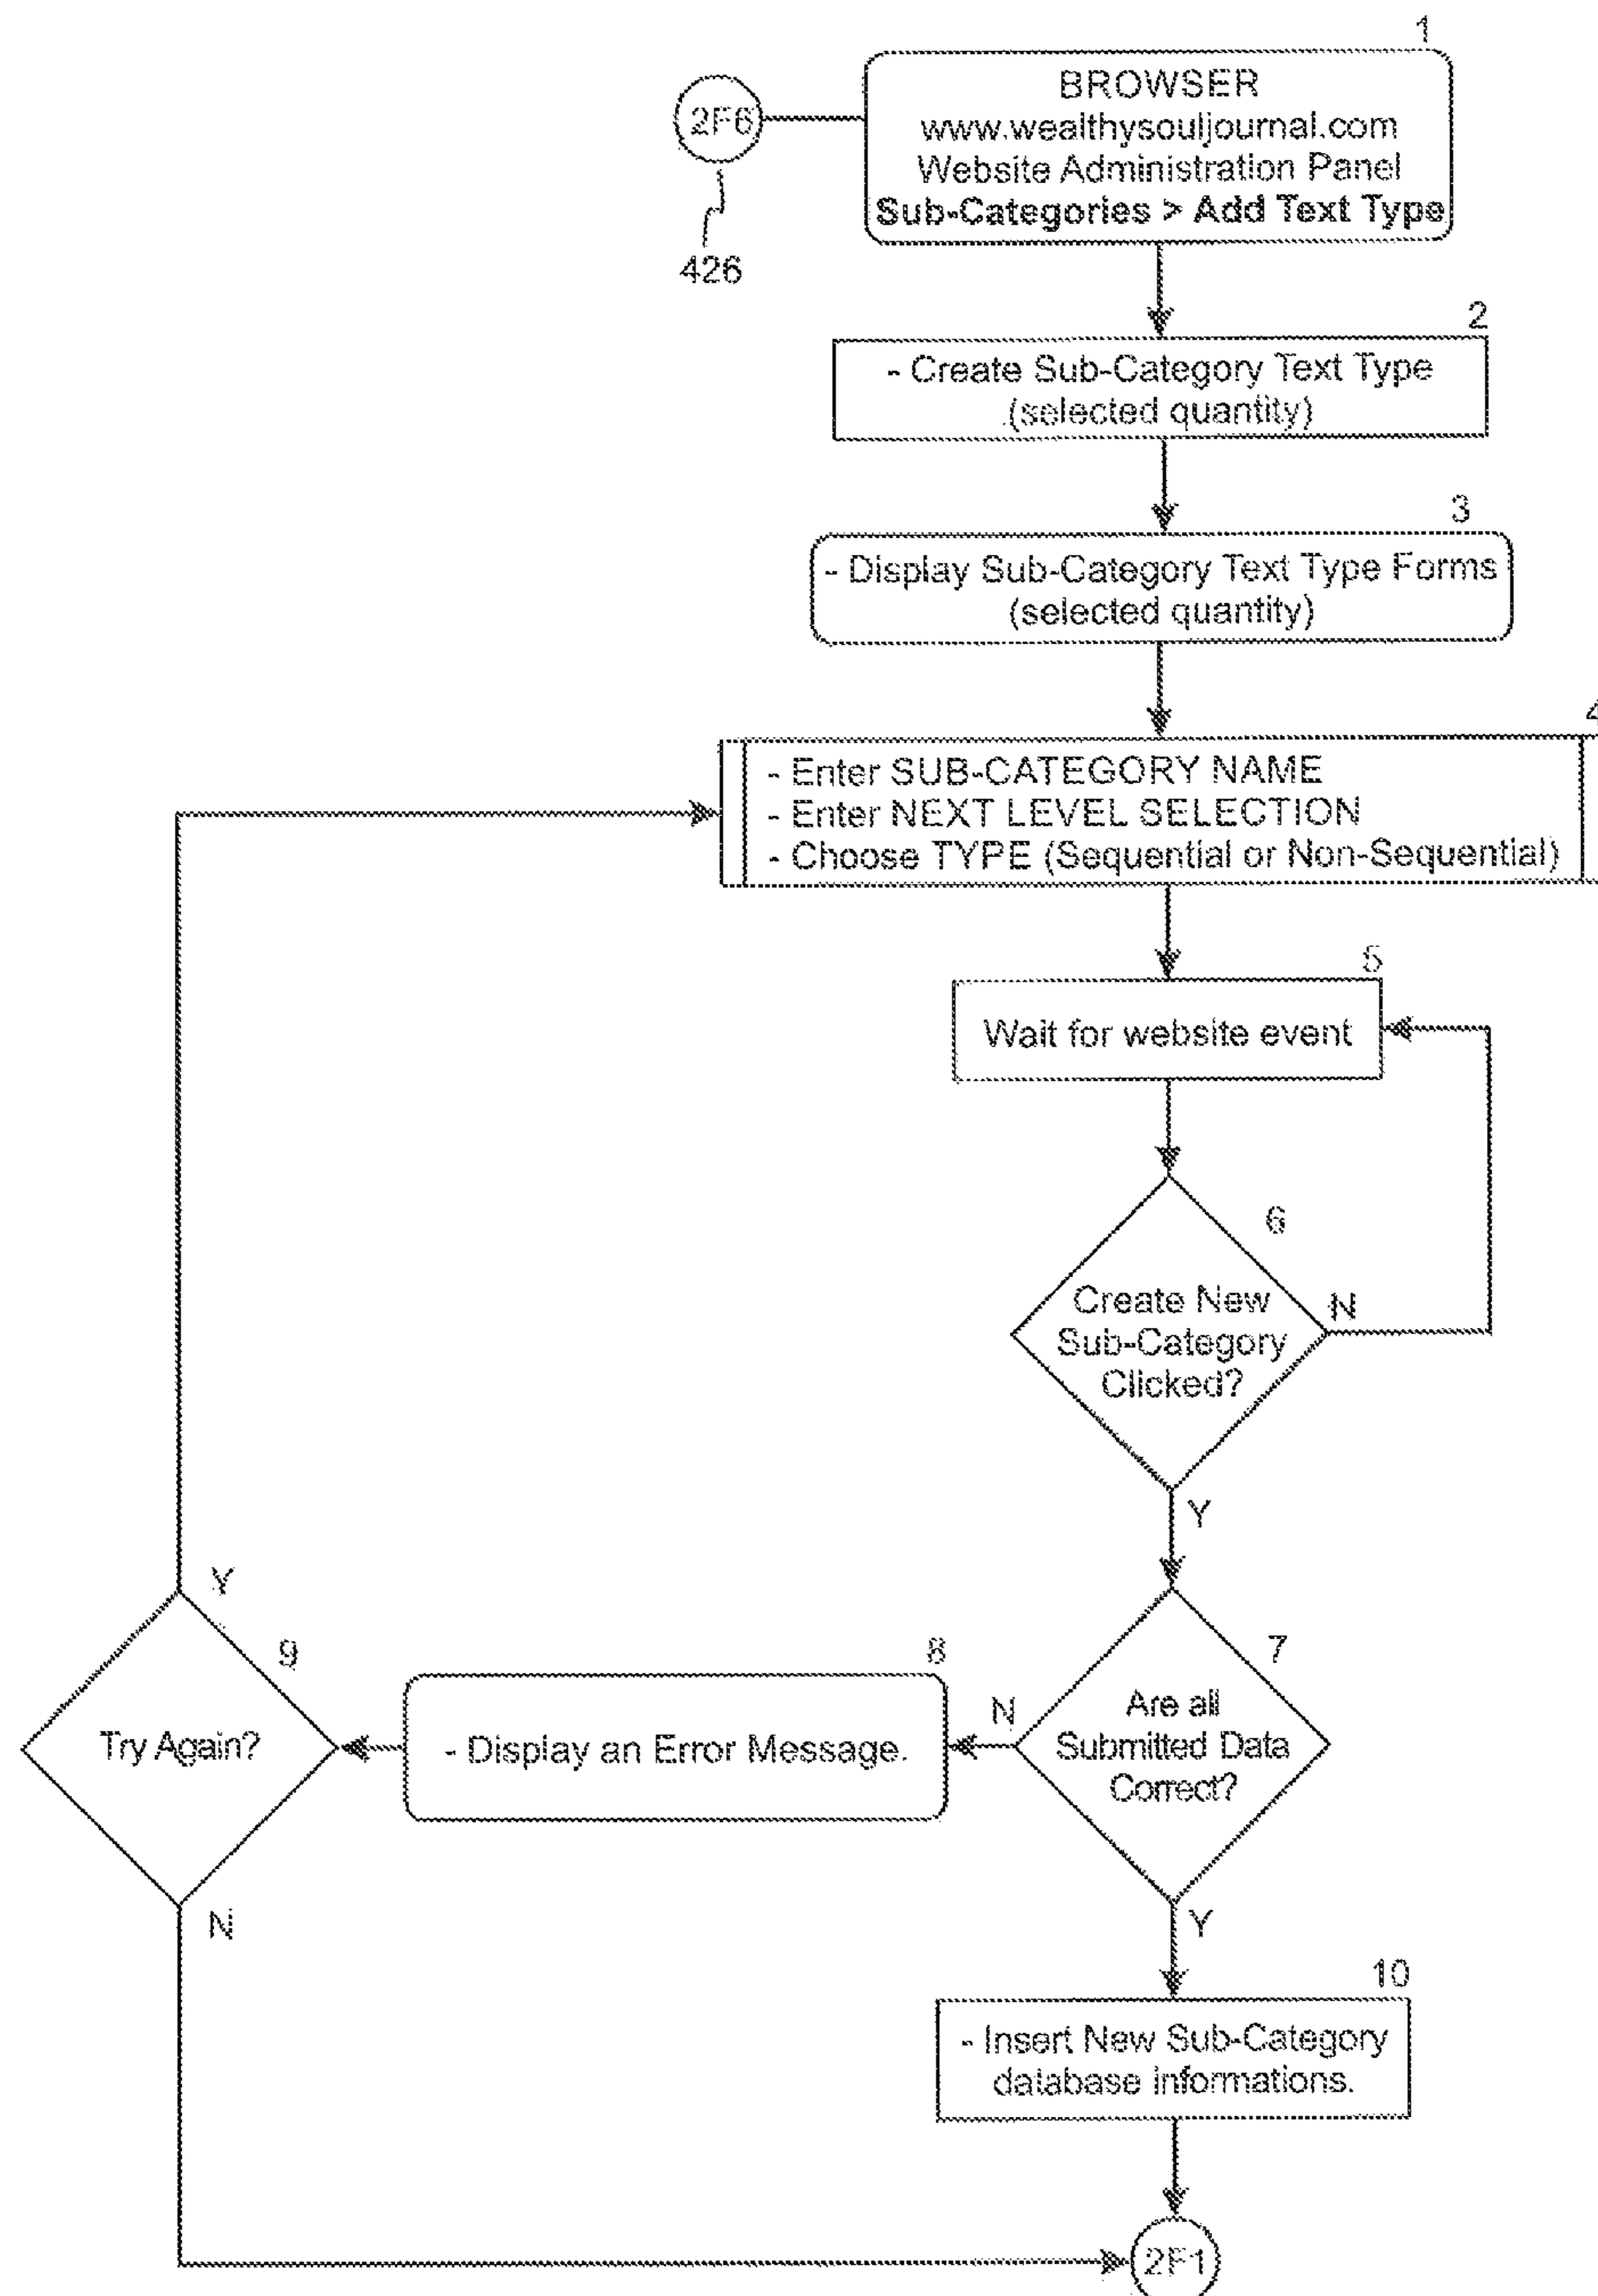 1
BROWSER
www.wealthysouljournal.com
Website Administration Panel
Sub-Categories > Add Text Type
2F6
426
2
- Create Sub-Category Text Type
(selected quantity)
3
- Display Sub-Category Text Type Forms
(selected quantity)
4
- Enter SUB-CATEGORY NAME
- Enter NEXT LEVEL SELECTION
- Choose TYPE (Sequential or Non-Sequential)
5
Wait for website event
6
Create New
Sub-Category
Clicked?
N
Y
7
Are all
Submitted Data
Correct?
N
8
- Display an Error Message.
9
Try Again?
Y
N
Y
10
- Insert New Sub-Category
database informations.
2F1